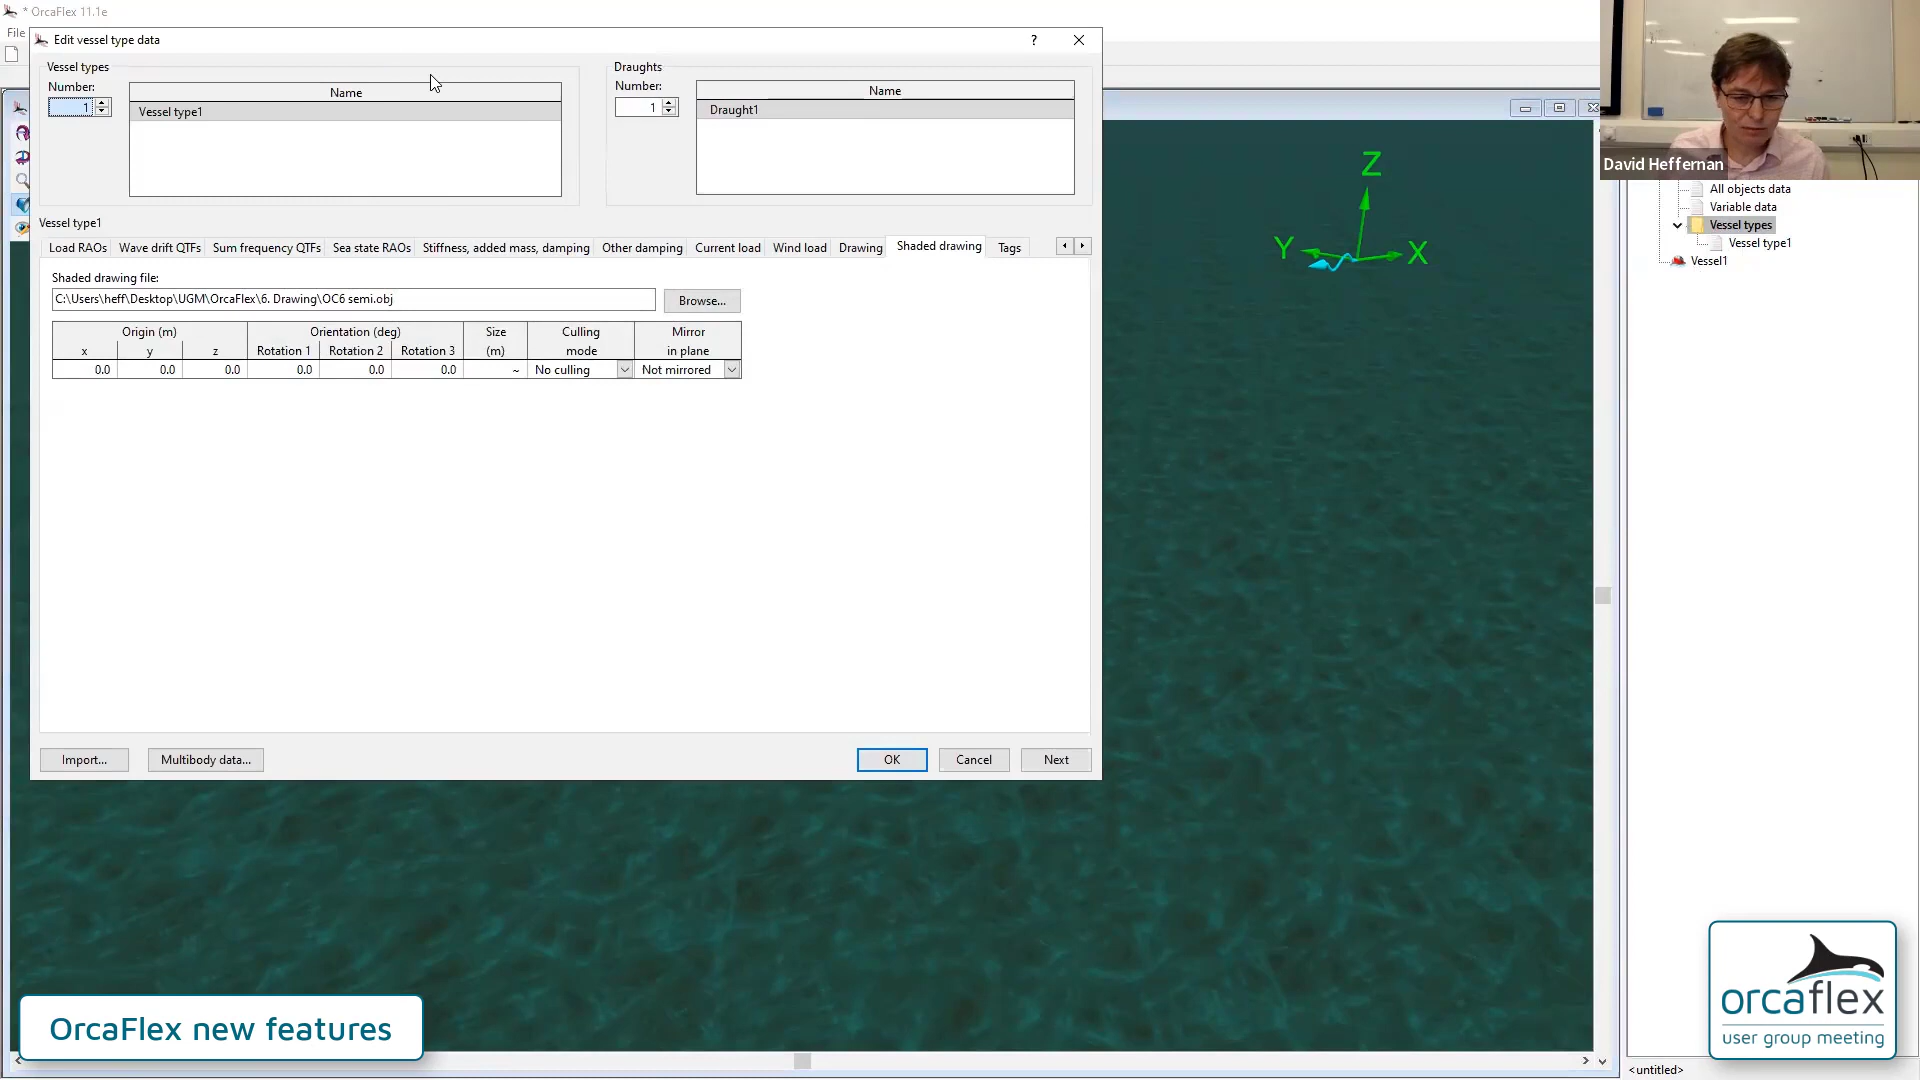 * OrcaFlex 11.1e
File
Edit vessel type data
?
Vessel types
Number:
1
Name
Vessel type1
Draughts
Number:
1
Name
Draught1
Vessel type1
Load RAOs Wave drift QTFs Sum frequency QTFs Sea state RAOs Stiffness, added mass, damping Other damping Current load Wind load Drawing Shaded drawing Tags
Shaded drawing file:
C:\Users\heff\Desktop\UGM\OrcaFlex\6. Drawing\OC6 semi.obj
Browse...
Origin (m) Orientation (deg) Size Culling Mirror
x y z Rotation 1 Rotation 2 Rotation 3 (m) mode in plane
0.0 0.0 0.0 0.0 0.0 0.0 ~ No culling Not mirrored
Import...
Multibody data...
OK
Cancel
Next
Z
Y
X
David Heffernan
All objects data
Variable data
Vessel types
Vessel type1
Vessel1
OrcaFlex new features
orcaflex
user group meeting
<untitled>